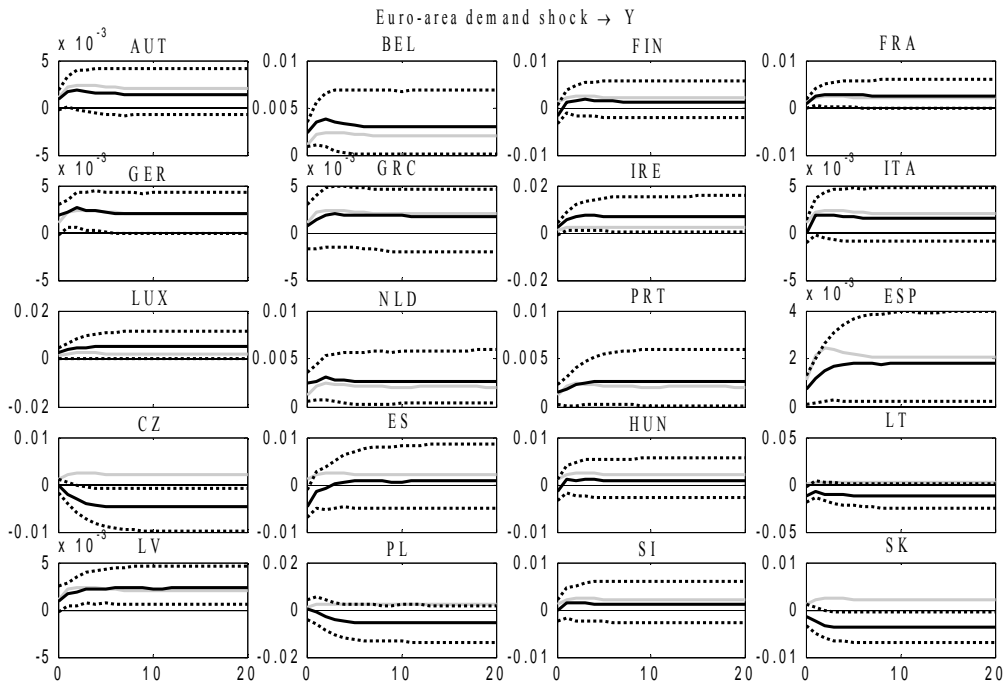 Euro-area demand shock → Y
x 10⁻³
AUT BEL FIN FRA
5 0.01 0.01 0.01
0 0.005 0 0
-5 0 -0.01 -0.01
x 10⁻³ x 10⁻³ x 10⁻³
GER GRC IRE ITA
5 5 0.02 5
0 0 0 0
-5 -5 -0.02 -5
x 10⁻³
LUX NLD PRT ESP
0.02 0.01 0.01 4
0 0.005 0.005 2
-0.02 0 0 0
CZ ES HUN LT
0.01 0.01 0.01 0.05
0 0 0 0
-0.01 -0.01 -0.01 -0.05
x 10⁻³
LV PL SI SK
5 0.02 0.01 0.01
0 0 0 0
-5 -0.02 -0.01 -0.01
0 10 20 0 10 20 0 10 20 0 10 20